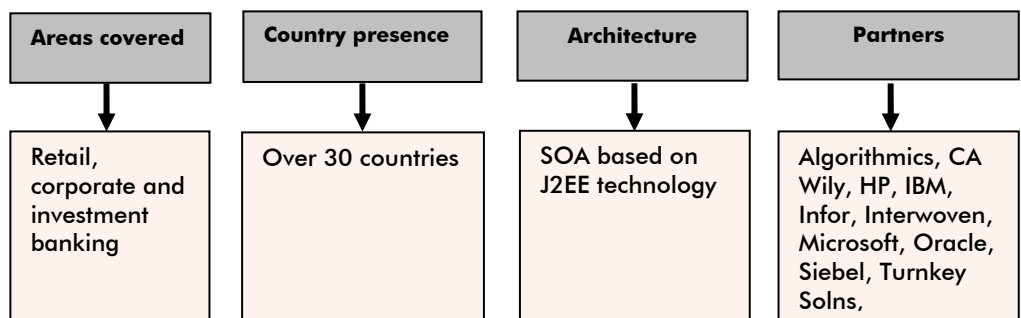 Areas covered
Country presence
Architecture
Partners
Retail,
corporate and
investment
banking
Over 30 countries
SOA based on
J2EE technology
Algorithmics, CA
Wily, HP, IBM,
Infor, Interwoven,
Microsoft, Oracle,
Siebel, Turnkey
Solns,